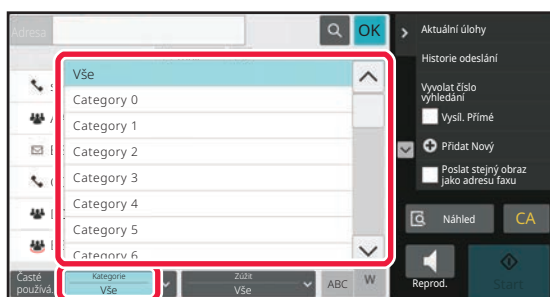 Adresa
OK
Aktuální úlohy
Historie odeslání
Vyvolat číslo
vyhledání
Vysíl. Přímé
Přidat Nový
Poslat stejný obraz
jako adresu faxu
Náhled
CA
Reprod.
Start
Vše
Category 0
Category 1
Category 2
Category 3
Category 4
Category 5
Category 6
Časté
používá.
Kategorie
Vše
Zúžit
Vše
ABC
W